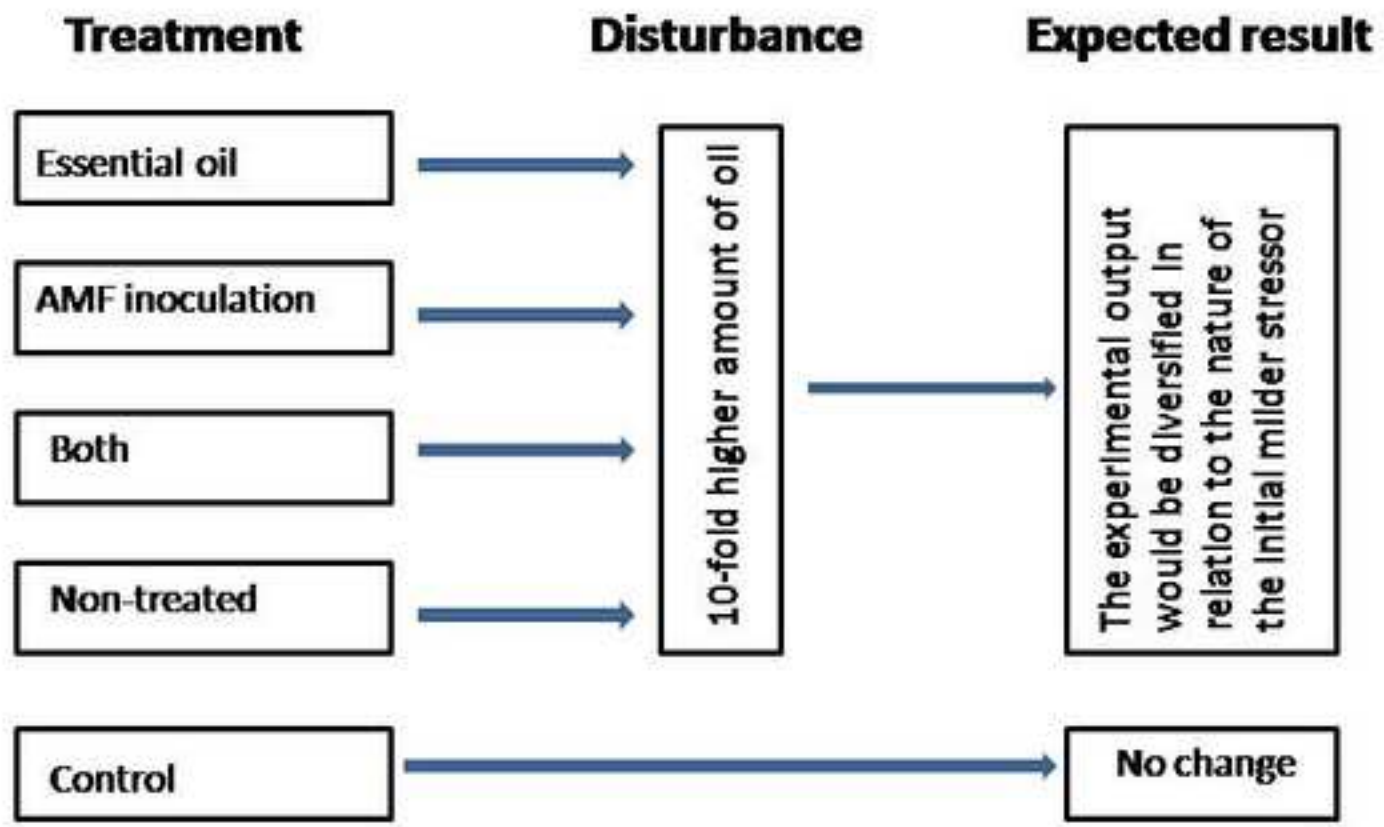 Treatment
Disturbance
Expected result
Essential oil
AMF inoculation
Both
Non-treated
Control
10-fold higher amount of oil
The experimental output
would be diversified in
relation to the nature of
the initial milder stressor
No change